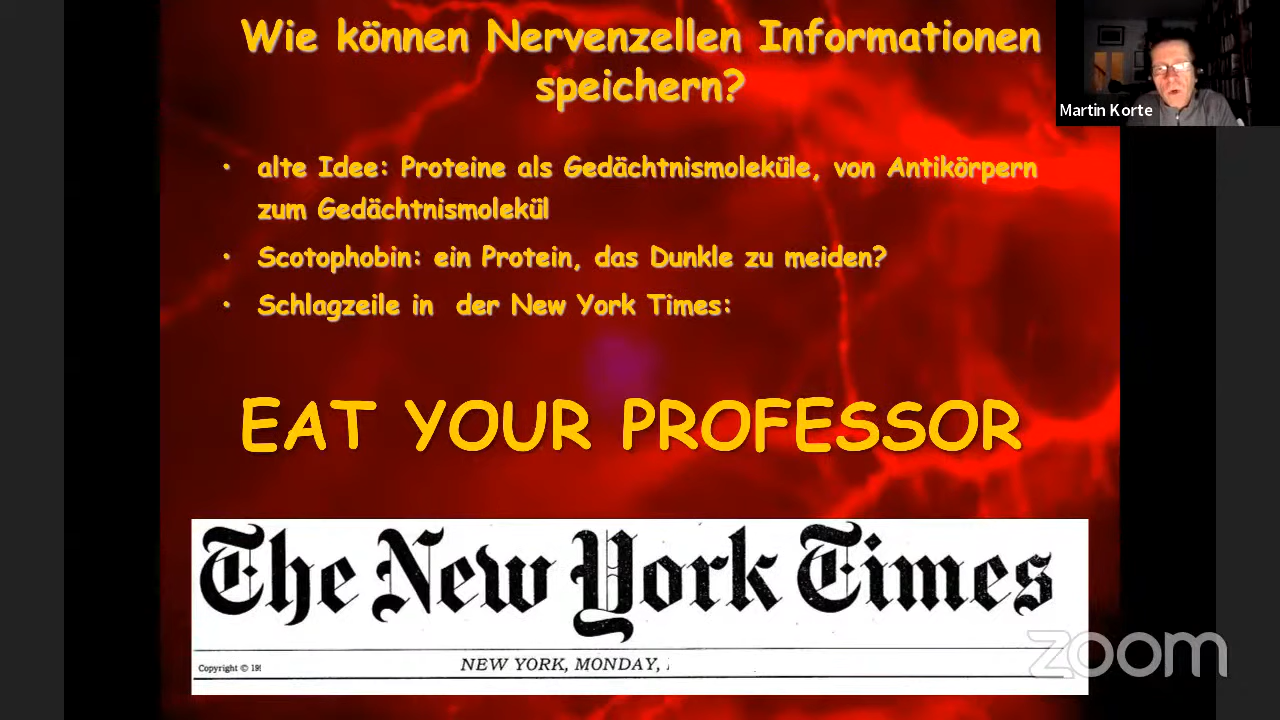 Wie können Nervenzellen Informationen
speichern?
Martin Korte
• alte Idee: Proteine als Gedächtnismoleküle, von Antikörpern
zum Gedächtnismolekül
• Scotophobin: ein Protein, das Dunkle zu meiden?
• Schlagzeile in der New York Times:
EAT YOUR PROFESSOR
The New York Times
Copyright © 19
NEW YORK, MONDAY,
zoom